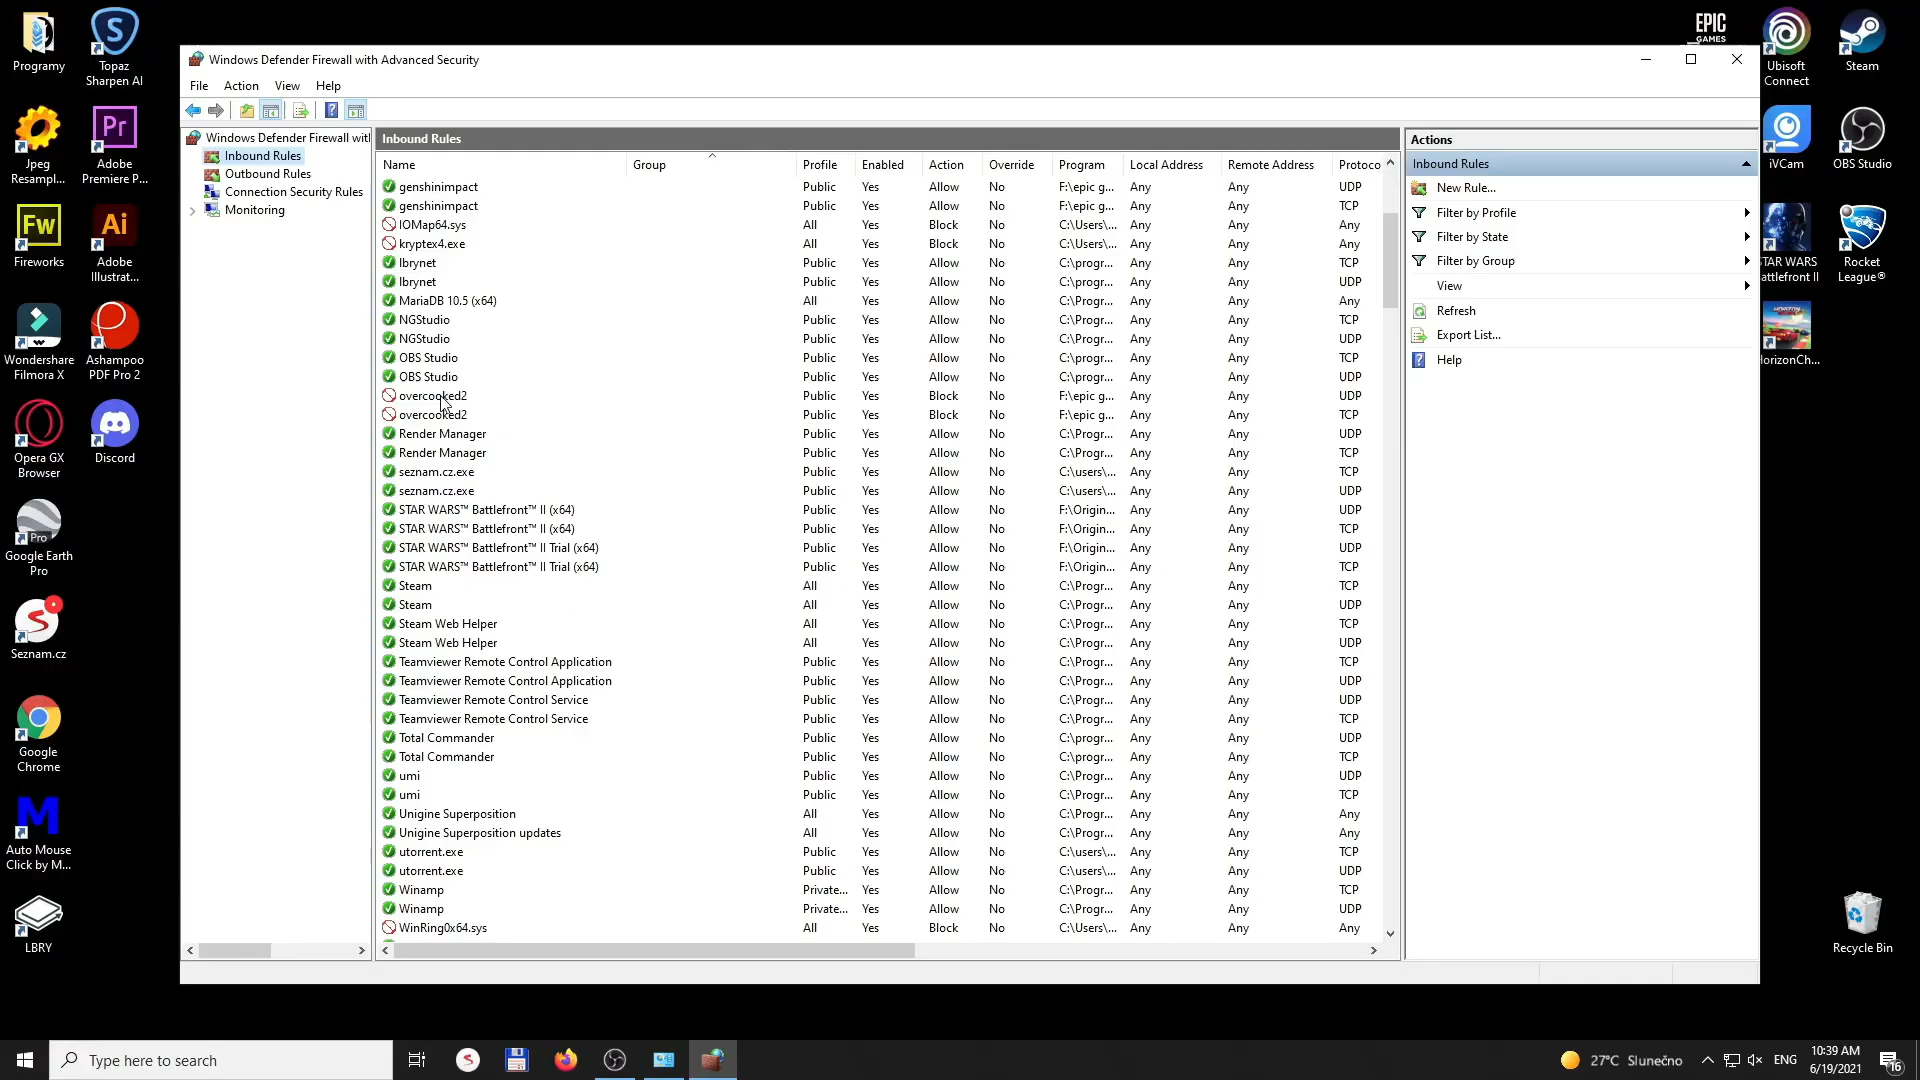 Programy
Topaz
Sharpen AI
Jpeg
Resampl...
Adobe
Premiere P...
Fireworks
Adobe
Illustrat...
Wondershare
Filmora X
Ashampoo
PDF Pro 2
Opera GX
Browser
Discord
Google Earth
Pro
Seznam.cz
Google
Chrome
Auto Mouse
Click by M...
LBRY
EPIC
GAMES
Ubisoft
Connect
Steam
iVCam
OBS Studio
STAR WARS
attlefront II
Rocket
League®
HorizonCh...
Recycle Bin
Pr
Fw
Ai
Pro
Windows Defender Firewall with Advanced Security
File Action View Help
Windows Defender Firewall wit
Inbound Rules
Outbound Rules
Connection Security Rules
Monitoring
Inbound Rules
Name Group Profile Enabled Action Override Program Local Address Remote Address Protoco
genshinimpact Public Yes Allow No F:\epic g... Any Any UDP
genshinimpact Public Yes Allow No F:\epic g... Any Any TCP
IOMap64.sys All Yes Block No C:\Users\... Any Any Any
kryptex4.exe All Yes Block No C:\Users\... Any Any Any
lbrynet Public Yes Allow No C:\progr... Any Any TCP
lbrynet Public Yes Allow No C:\progr... Any Any UDP
MariaDB 10.5 (x64) All Yes Allow No Any Any Any
NGStudio Public Yes Allow No C:\Progr... Any Any TCP
NGStudio Public Yes Allow No C:\Progr... Any Any UDP
OBS Studio Public Yes Allow No C:\progr... Any Any TCP
OBS Studio Public Yes Allow No C:\progr... Any Any UDP
overcooked2 Public Yes Block No F:\epic g... Any Any UDP
overcooked2 Public Yes Block No F:\epic g... Any Any TCP
Render Manager Public Yes Allow No C:\Progr... Any Any UDP
Render Manager Public Yes Allow No C:\Progr... Any Any TCP
seznam.cz.exe Public Yes Allow No C:\users\... Any Any TCP
seznam.cz.exe Public Yes Allow No C:\users\... Any Any UDP
STAR WARS™ Battlefront™ II (x64) Public Yes Allow No F:\Origin... Any Any UDP
STAR WARS™ Battlefront™ II (x64) Public Yes Allow No F:\Origin... Any Any TCP
STAR WARS™ Battlefront™ II Trial (x64) Public Yes Allow No F:\Origin... Any Any UDP
STAR WARS™ Battlefront™ II Trial (x64) Public Yes Allow No F:\Origin... Any Any TCP
Steam All Yes Allow No C:\Progr... Any Any TCP
Steam All Yes Allow No C:\Progr... Any Any UDP
Steam Web Helper All Yes Allow No C:\Progr... Any Any TCP
Steam Web Helper All Yes Allow No C:\Progr... Any Any UDP
Teamviewer Remote Control Application Public Yes Allow No C:\Progr... Any Any TCP
Teamviewer Remote Control Application Public Yes Allow No C:\Progr... Any Any UDP
Teamviewer Remote Control Service Public Yes Allow No C:\Progr... Any Any UDP
Teamviewer Remote Control Service Public Yes Allow No C:\Progr... Any Any TCP
Total Commander Public Yes Allow No C:\progr... Any Any UDP
Total Commander Public Yes Allow No C:\progr... Any Any TCP
umi Public Yes Allow No C:\Progr... Any Any UDP
umi Public Yes Allow No C:\Progr... Any Any TCP
Unigine Superposition All Yes Allow No C:\Progr... Any Any Any
Unigine Superposition updates All Yes Allow No C:\Progr... Any Any Any
utorrent.exe Public Yes Allow No C:\users\... Any Any TCP
utorrent.exe Public Yes Allow No C:\users\... Any Any UDP
Winamp Private... Yes Allow No C:\Progr... Any Any TCP
Winamp Private... Yes Allow No C:\Progr... Any Any UDP
WinRing0x64.sys All Yes Block No C:\Users\... Any Any Any
Actions
Inbound Rules
New Rule...
Filter by Profile
Filter by State
Filter by Group
View
Refresh
Export List...
Help
Type here to search
27°C Slunečno
ENG
10:39 AM
6/19/2021
16